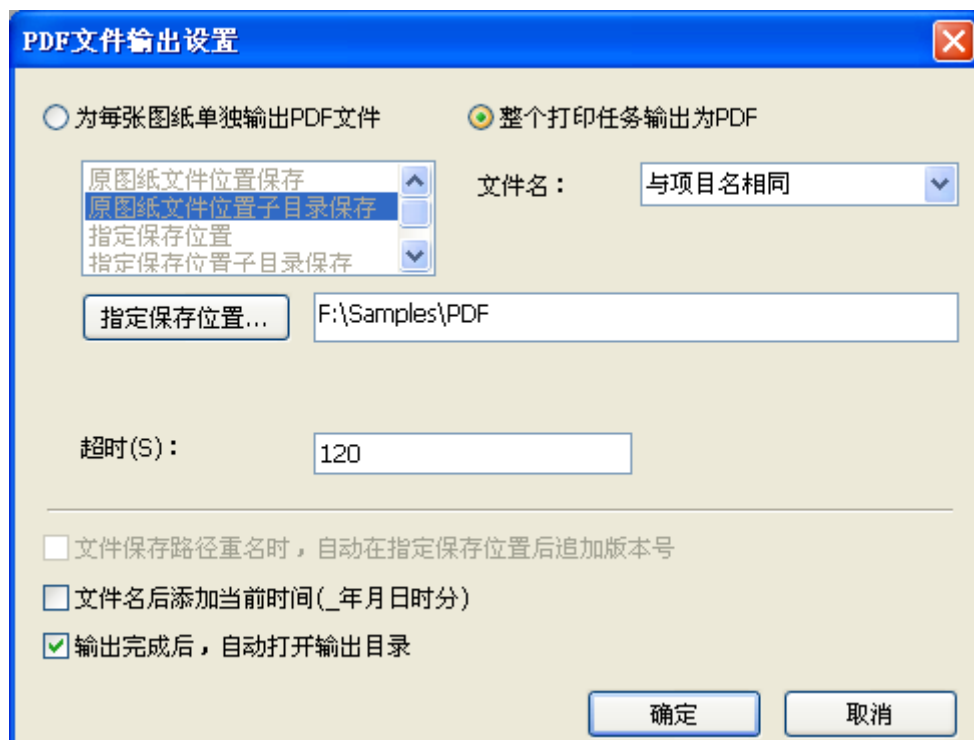 PDF文件输出设置
为每张图纸单独输出PDF文件
整个打印任务输出为PDF
原图纸文件位置保存
原图纸文件位置子目录保存
指定保存位置
指定保存位置子目录保存
文件名：
与项目名相同
指定保存位置...
F:\Samples\PDF
超时(S)：
120
文件保存路径重名时，自动在指定保存位置后追加版本号
文件名后添加当前时间(_年月日时分)
输出完成后，自动打开输出目录
确定
取消